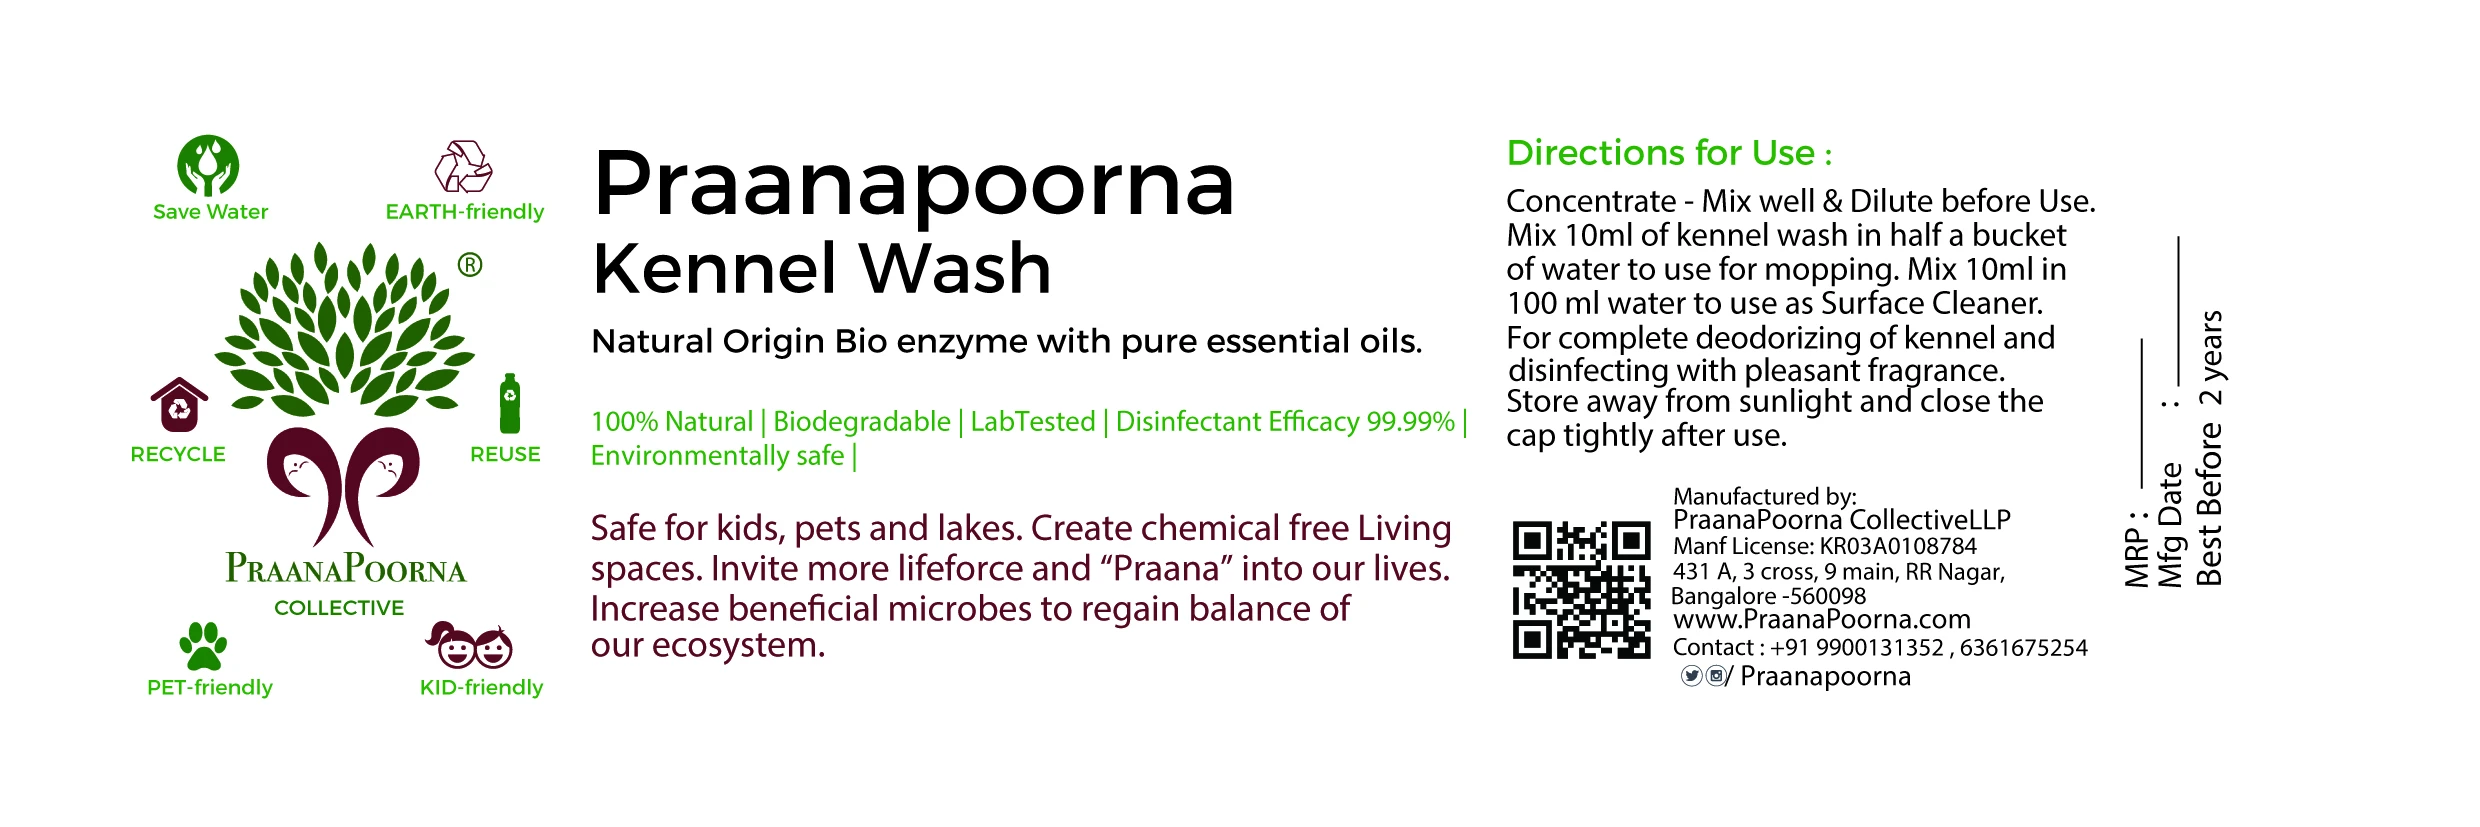 Save Water
EARTH-friendly
®
RECYCLE
REUSE
PRAANAPOORNA
COLLECTIVE
PET-friendly
KID-friendly
Praanapoorna
Kennel Wash
Natural Origin Bio enzyme with pure essential oils.
100% Natural | Biodegradable | LabTested | Disinfectant Efficacy 99.99% |
Environmentally safe |
Safe for kids, pets and lakes. Create chemical free Living
spaces. Invite more lifeforce and “Praana” into our lives.
Increase beneficial microbes to regain balance of
our ecosystem.
Directions for Use :
Concentrate - Mix well & Dilute before Use.
Mix 10ml of kennel wash in half a bucket
of water to use for mopping. Mix 10ml in
100 ml water to use as Surface Cleaner.
For complete deodorizing of kennel and
disinfecting with pleasant fragrance.
Store away from sunlight and close the
cap tightly after use.
Manufactured by:
PraanaPoorna CollectiveLLP
Manf License: KR03A0108784
431 A, 3 cross, 9 main, RR Nagar,
Bangalore -560098
www.PraanaPoorna.com
Contact : +91 9900131352 , 6361675254
/ Praanapoorna
MRP : ________
Mfg Date : ________
Best Before 2 years